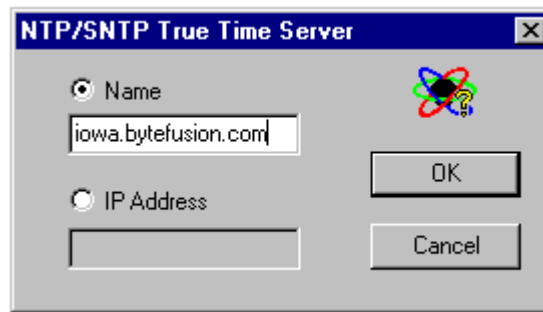 NTP/SNTP True Time Server
Name
iowa.bytefusion.com
OK
IP Address
Cancel